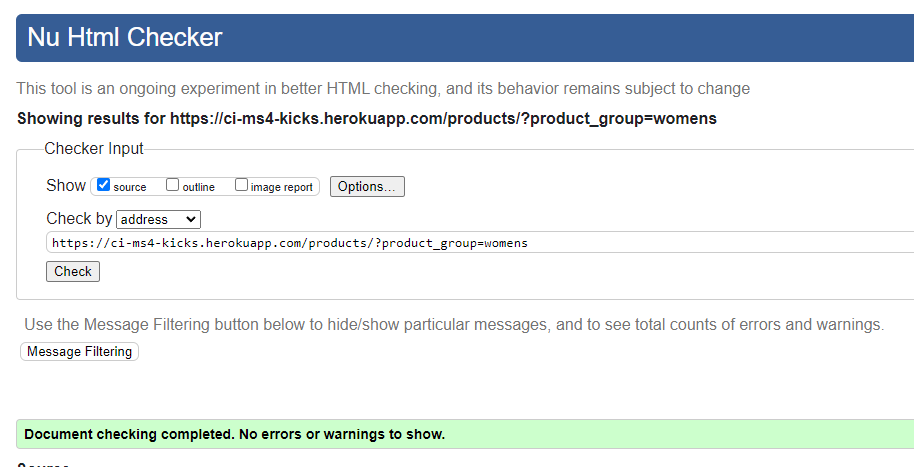 Nu Html Checker
This tool is an ongoing experiment in better HTML checking, and its behavior remains subject to change
Showing results for https://ci-ms4-kicks.herokuapp.com/products/?product_group=womens
Checker Input
Show source outline image report Options...
Check by address
https://ci-ms4-kicks.herokuapp.com/products/?product_group=womens
Check
Use the Message Filtering button below to hide/show particular messages, and to see total counts of errors and warnings.
Message Filtering
Document checking completed. No errors or warnings to show.